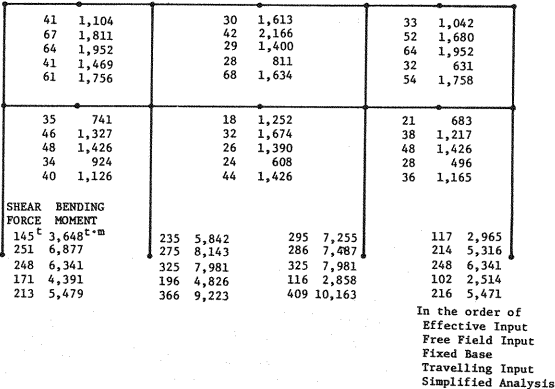 41 1,104 30 1,613 33 1,042
67 1,811 42 2,166 52 1,680
64 1,952 29 1,400 64 1,952
41 1,469 28 811 32 631
61 1,756 68 1,634 54 1,758
35 741 18 1,252 21 683
46 1,327 32 1,674 38 1,217
48 1,426 26 1,390 48 1,426
34 924 24 608 28 496
40 1,126 44 1,426 36 1,165
SHEAR BENDING
FORCE MOMENT
145t 3,648t·m 235 5,842 295 7,255 117 2,965
251 6,877 275 8,143 286 7,487 214 5,316
248 6,341 325 7,981 325 7,981 248 6,341
171 4,391 196 4,826 116 2,858 102 2,514
213 5,479 366 9,223 409 10,163 216 5,471
In the order of
Effective Input
Free Field Input
Fixed Base
Travelling Input
Simplified Analysis